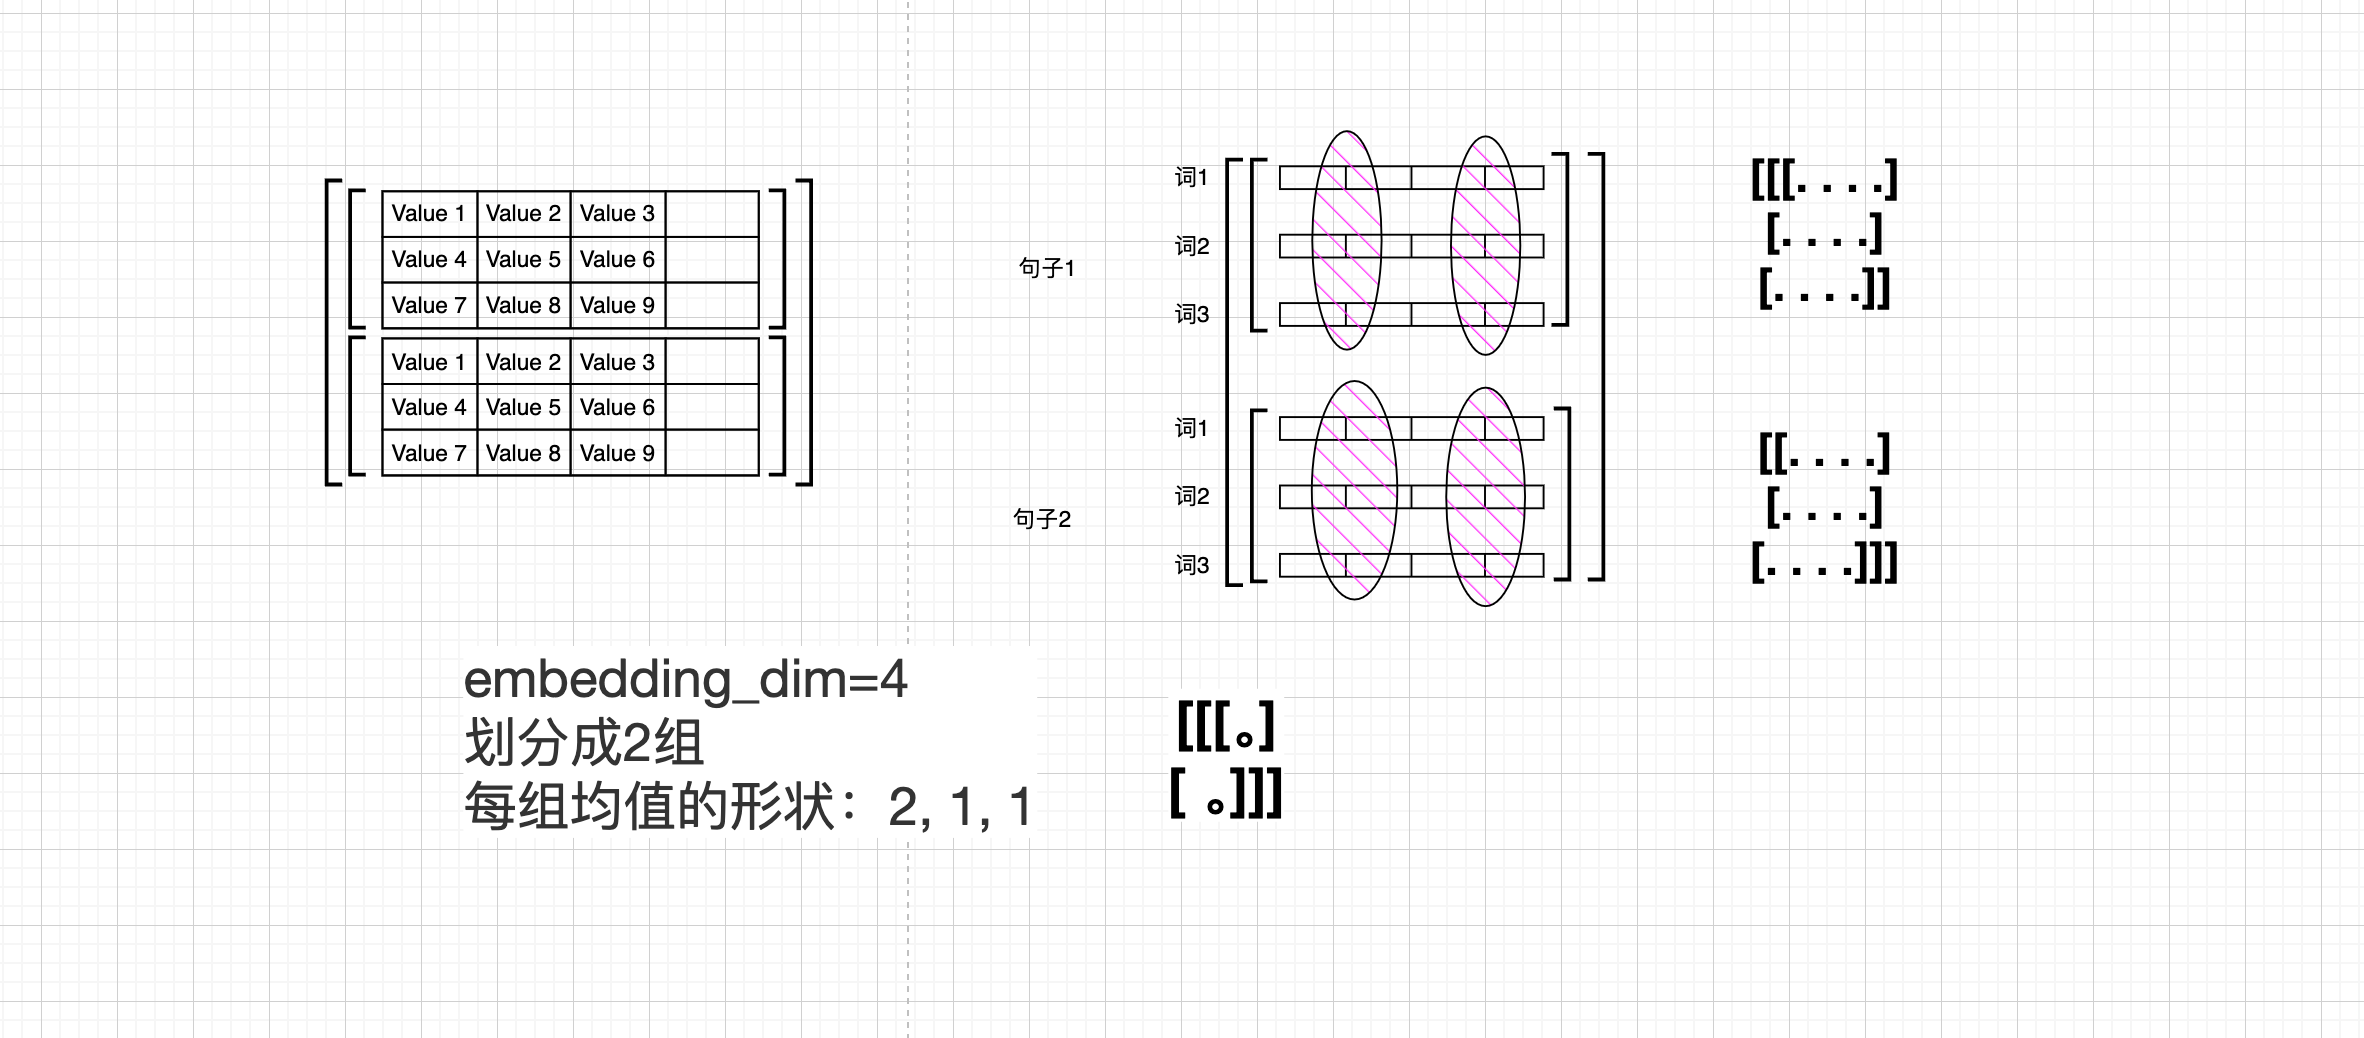 Value 1 Value 2 Value 3
Value 4 Value 5 Value 6
Value 7 Value 8 Value 9
Value 1 Value 2 Value 3
Value 4 Value 5 Value 6
Value 7 Value 8 Value 9
句子1
词1
词2
词3
句子2
词1
词2
词3
[[[. . . .]
[. . . .]
[. . . .]]
[[. . . .]
[. . . .]
[. . . .]]]
embedding_dim=4
划分成2组
每组均值的形状：2, 1, 1
[[[。]
[ 。]]]